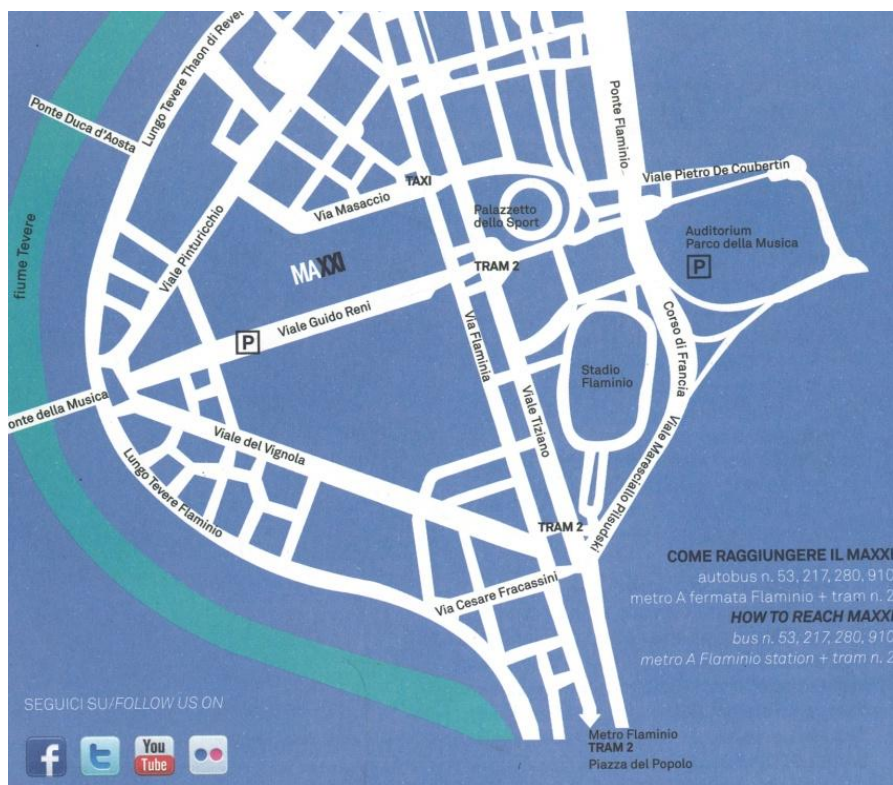 Lungo Tevere Thaon di Revel
Ponte Duca d'Aosta
Ponte Flaminio
Viale Pietro De Coubertin
TAXI
Via Masaccio
Palazzetto
dello Sport
Auditorium
Parco della Musica
P
fiume Tevere
Viale Pinturicchio
MAXXI
TRAM 2
Viale Guido Reni
P
Via Flaminia
Corso di Francia
Stadio
Flaminio
Viale Tiziano
onte della Musica
Viale del Vignola
Viale Maresciallo Pilsudski
Lungo Tevere Flaminio
TRAM 2
Via Cesare Fracassini
COME RAGGIUNGERE IL MAXXI
autobus n. 53, 217, 280, 910
metro A fermata Flaminio + tram n. 2
HOW TO REACH MAXXI
bus n. 53, 217, 280, 910
metro A Flaminio station + tram n. 2
SEGUICI SU/FOLLOW US ON
f
t
You
Tube
Metro Flaminio
TRAM 2
Piazza del Popolo